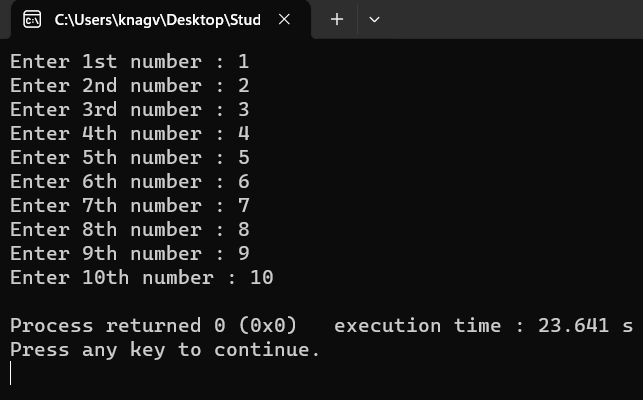 C:\Users\knagv\Desktop\Stud
Enter 1st number : 1
Enter 2nd number : 2
Enter 3rd number : 3
Enter 4th number : 4
Enter 5th number : 5
Enter 6th number : 6
Enter 7th number : 7
Enter 8th number : 8
Enter 9th number : 9
Enter 10th number : 10
Process returned 0 (0x0)   execution time : 23.641 s
Press any key to continue.